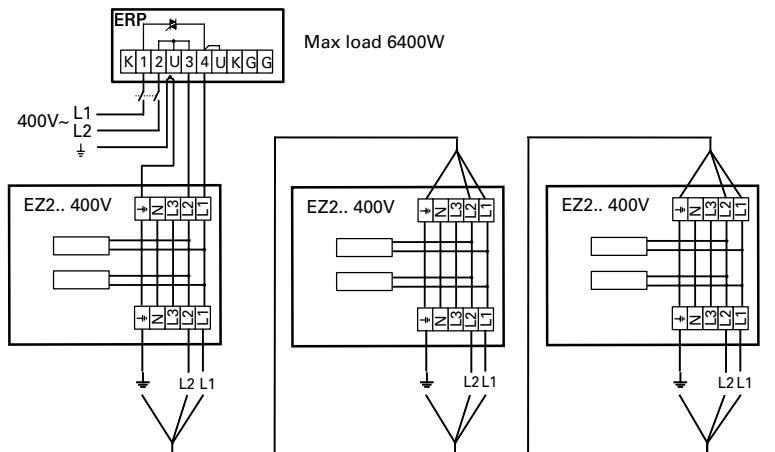 ERP
Max load 6400W
K 1 2 U 3 4 U K G G
400V~ L1
L2
EZ2.. 400V
N L3 L2 L1
N L3 L2 L1
L2 L1
EZ2.. 400V
N L3 L2 L1
N L3 L2 L1
L2 L1
EZ2.. 400V
N L3 L2 L1
N L3 L2 L1
L2 L1